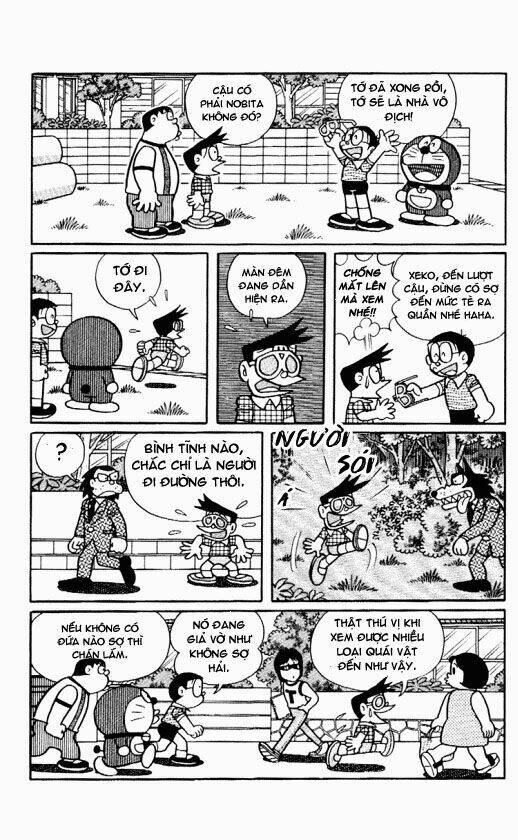 TỚ ĐÃ XONG RỒI,
TỚ SẼ LÀ NHÀ VÔ
ĐỊCH!
CẬU CÓ
PHẢI NOBITA
KHÔNG ĐÓ?
XEKO, ĐẾN LƯỢT
CẬU, ĐỪNG CÓ SỢ
ĐẾN MỨC TÈ RA
QUẦN NHÉ HAHA.
CHỐNG
MẮT LÊN
MÀ XEM
NHÉ!!
MÀN ĐÊM
ĐANG DẦN
HIỆN RA.
TỚ ĐI
ĐÂY.
NGƯỜI
SÓI
BÌNH TĨNH NÀO,
CHẮC CHỈ LÀ NGƯỜI
ĐI ĐƯỜNG THÔI.
?
THẬT THÚ VỊ KHI
XEM ĐƯỢC NHIỀU
LOẠI QUÁI VẬT
ĐẾN NHƯ VẬY.
NÓ ĐANG
GIẢ VỜ NHƯ
KHÔNG SỢ
HÃI.
NẾU KHÔNG CÓ
ĐỨA NÀO SỢ THÌ
CHÁN LẮM.